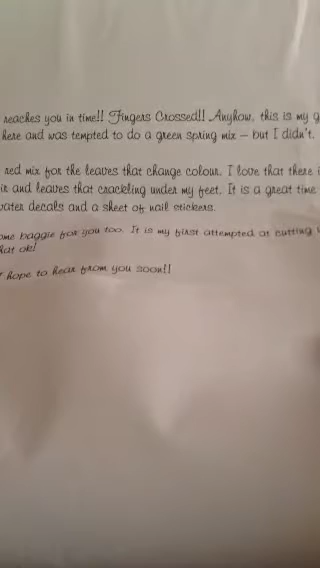 reaches you in time!! Fingers Crossed!! Anyhow, this is my g
here and was tempted to do a green spring mix – but I didn't.
red mix for the leaves that change colour. I love that there i
ir and leaves that crackling under my feet. It is a great time
water decals and a sheet of nail stickers.
ome baggie for you too. It is my first attempted at cutting
hat ok!
hope to hear from you soon!!